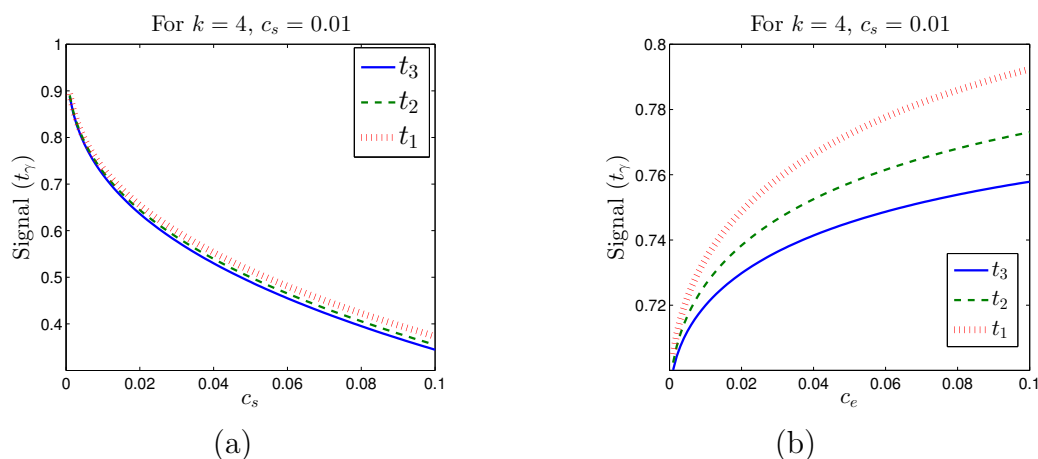 For k = 4, c_s = 0.01
1
0.9
0.8
0.7
0.6
0.5
0.4
Signal (t_γ)
t_3
t_2
t_1
0
0.02
0.04
0.06
0.08
0.1
c_s
(a)
For k = 4, c_s = 0.01
0.8
0.78
0.76
0.74
0.72
Signal (t_γ)
t_3
t_2
t_1
0
0.02
0.04
0.06
0.08
0.1
c_e
(b)